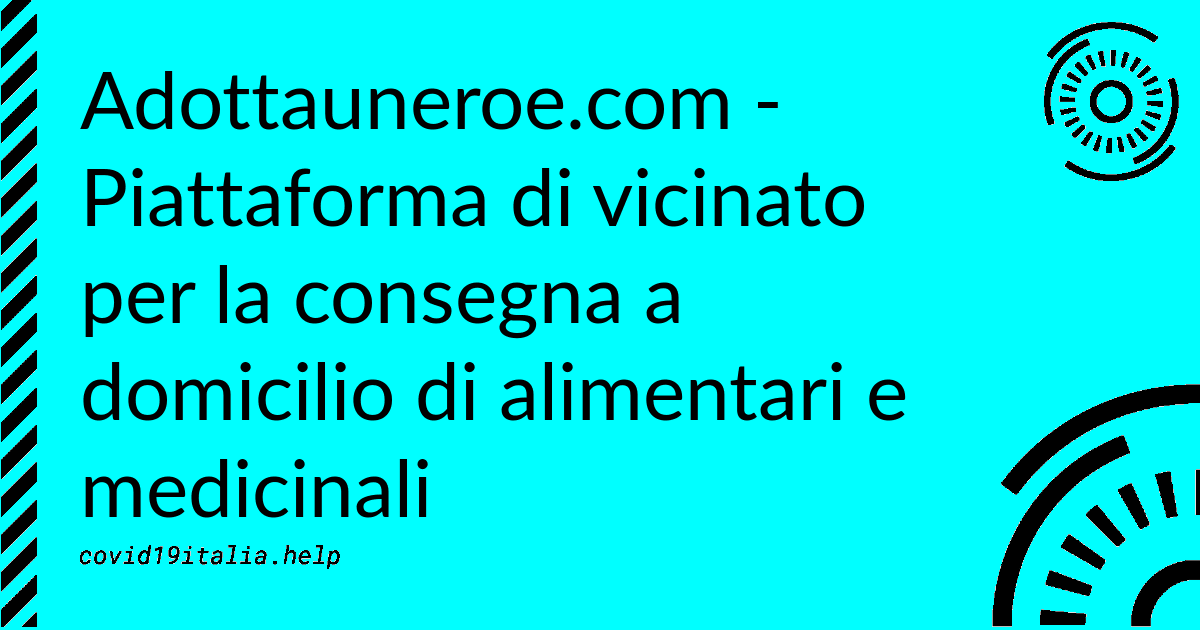 Adottauneroe.com -
Piattaforma di vicinato
per la consegna a
domicilio di alimentari e
medicinali
covid19italia.help